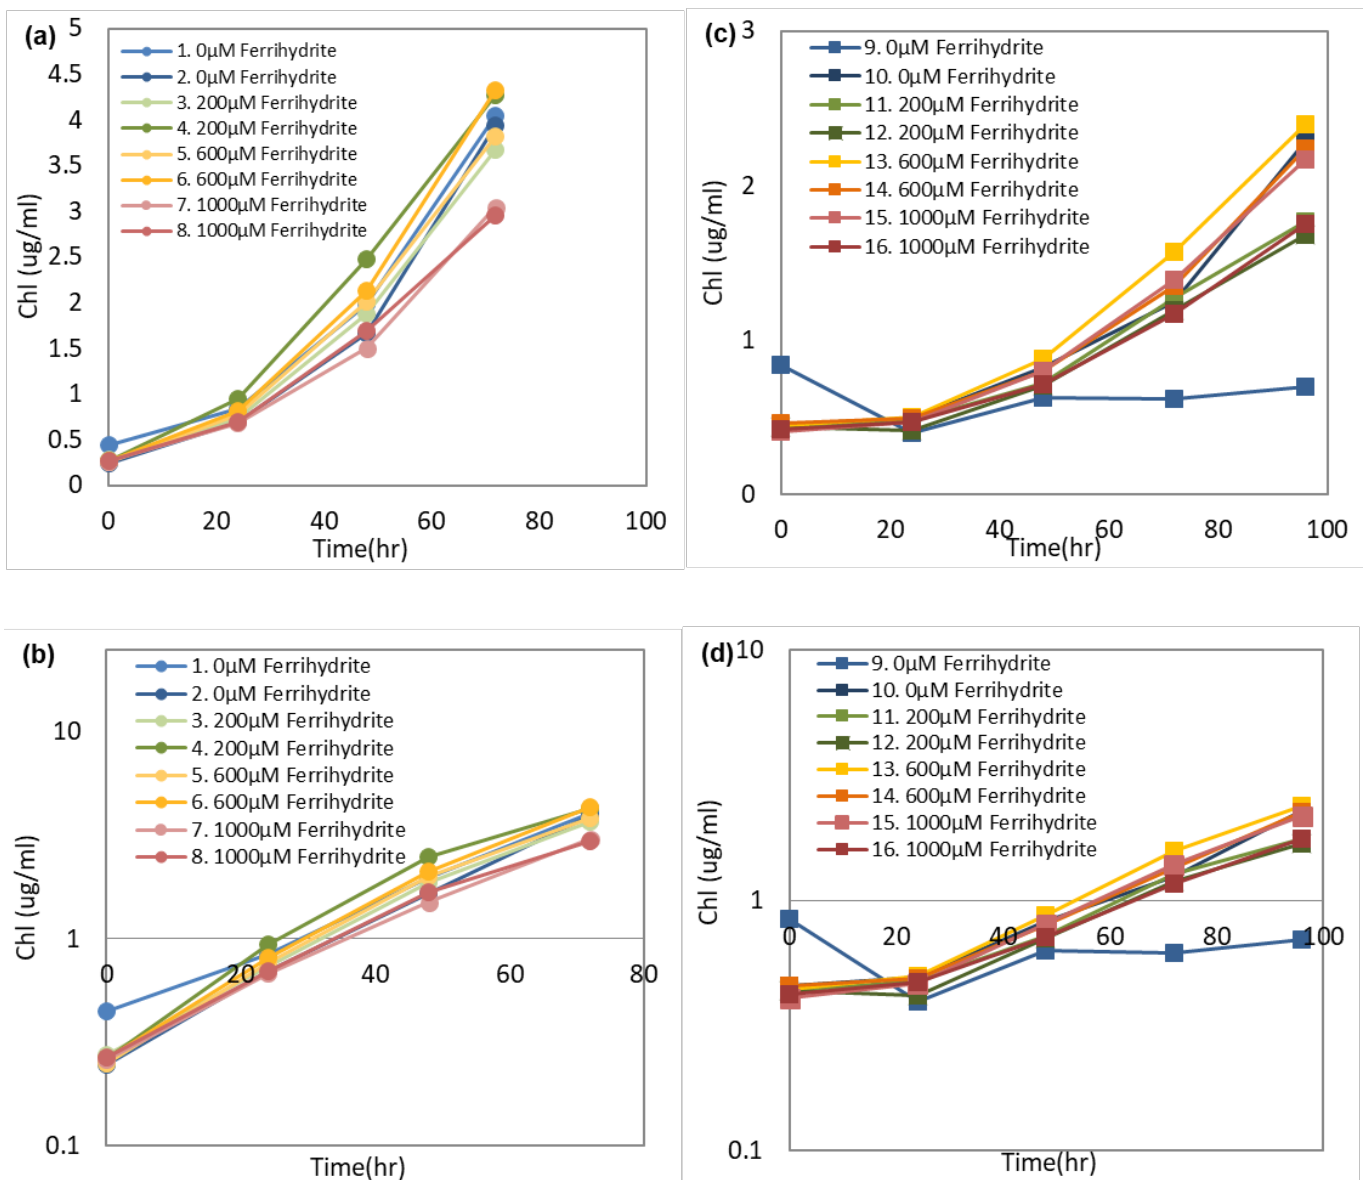 (a)
5
4.5
4
3.5
3
2.5
2
1.5
1
0.5
0
Chl (ug/ml)
1. 0µM Ferrihydrite
2. 0µM Ferrihydrite
3. 200µM Ferrihydrite
4. 200µM Ferrihydrite
5. 600µM Ferrihydrite
6. 600µM Ferrihydrite
7. 1000µM Ferrihydrite
8. 1000µM Ferrihydrite
0 20 40 60 80 100
Time(hr)
(c)
3
2
1
0
Chl (ug/ml)
9. 0µM Ferrihydrite
10. 0µM Ferrihydrite
11. 200µM Ferrihydrite
12. 200µM Ferrihydrite
13. 600µM Ferrihydrite
14. 600µM Ferrihydrite
15. 1000µM Ferrihydrite
16. 1000µM Ferrihydrite
0 20 40 60 80 100
Time(hr)
(b)
10
1
0.1
Chl (ug/ml)
1. 0µM Ferrihydrite
2. 0µM Ferrihydrite
3. 200µM Ferrihydrite
4. 200µM Ferrihydrite
5. 600µM Ferrihydrite
6. 600µM Ferrihydrite
7. 1000µM Ferrihydrite
8. 1000µM Ferrihydrite
0 20 40 60 80
Time(hr)
(d)
10
1
0.1
Chl (ug/ml)
9. 0µM Ferrihydrite
10. 0µM Ferrihydrite
11. 200µM Ferrihydrite
12. 200µM Ferrihydrite
13. 600µM Ferrihydrite
14. 600µM Ferrihydrite
15. 1000µM Ferrihydrite
16. 1000µM Ferrihydrite
0 20 40 60 80 100
Time(hr)